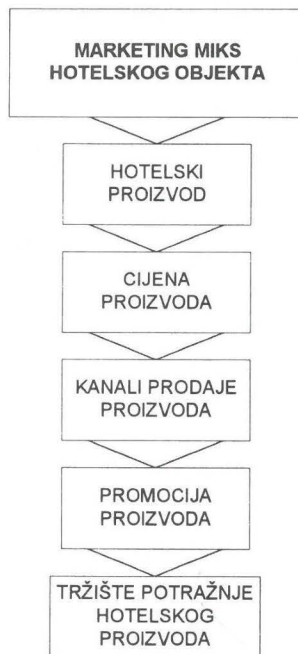 MARKETING MIKS
HOTELSKOG OBJEKTA
HOTELSKI
PROIZVOD
CIJENA
PROIZVODA
KANALI PRODAJE
PROIZVODA
PROMOCIJA
PROIZVODA
TRŽIŠTE POTRAŽNJE
HOTELSKOG
PROIZVODA